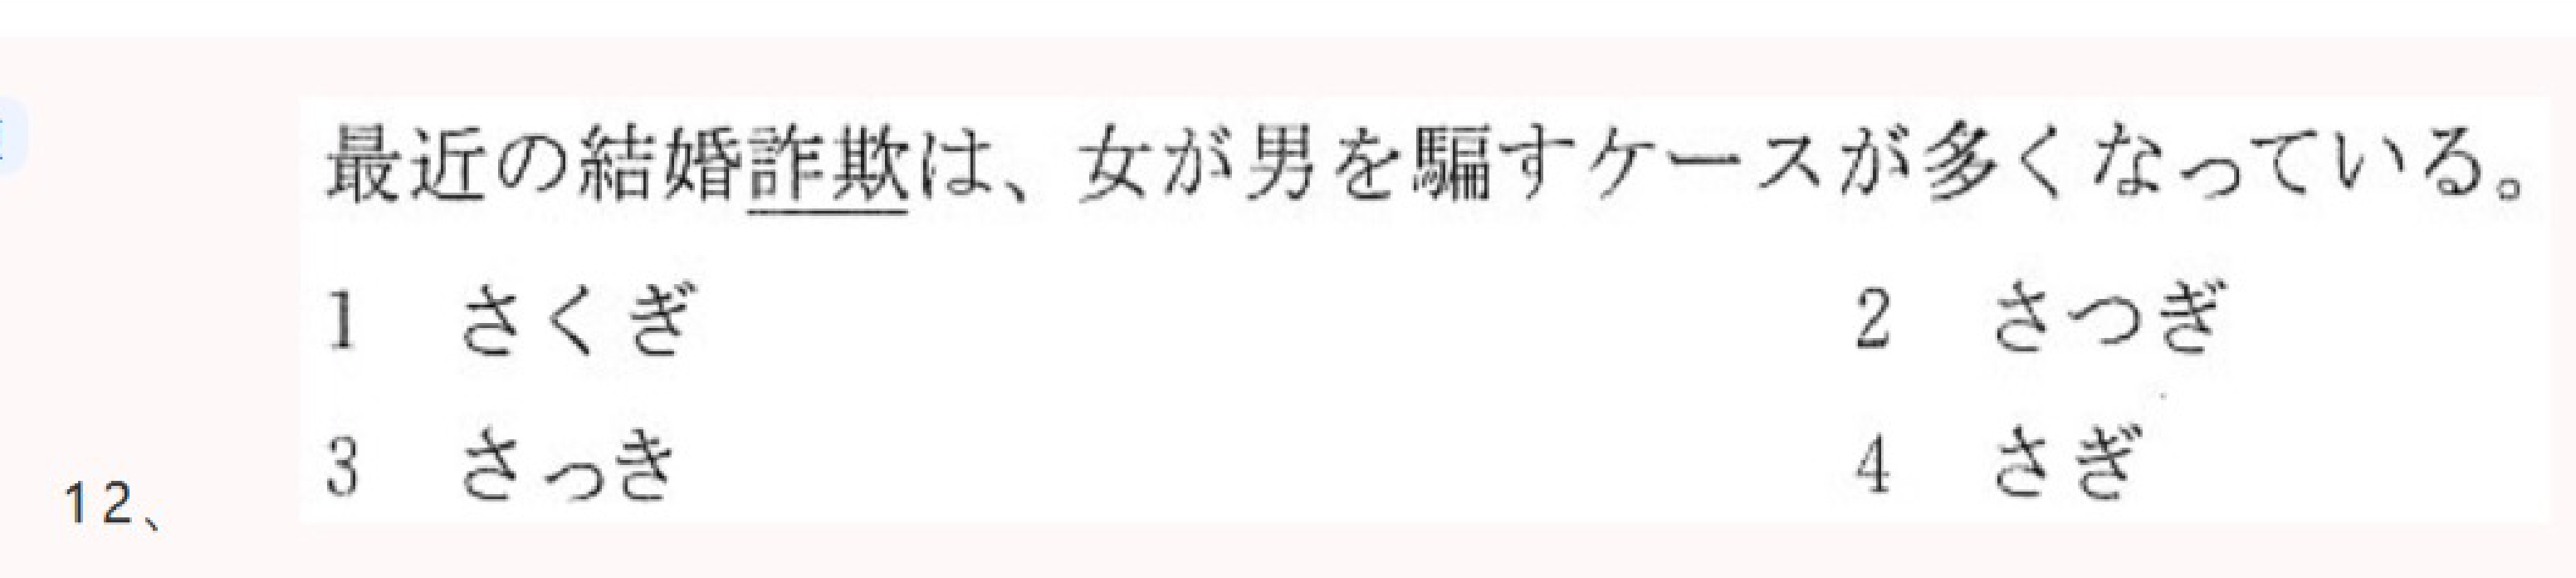 最近の結婚詐欺は、女が男を騙すケースが多くなっている。
1 さくぎ 2 さつぎ
3 さっき 4 さぎ
12、